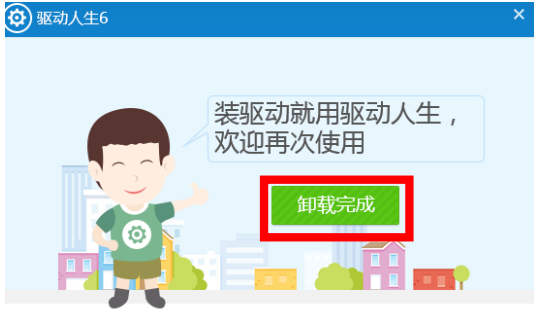 驱动人生6
装驱动就用驱动人生，
欢迎再次使用
卸载完成